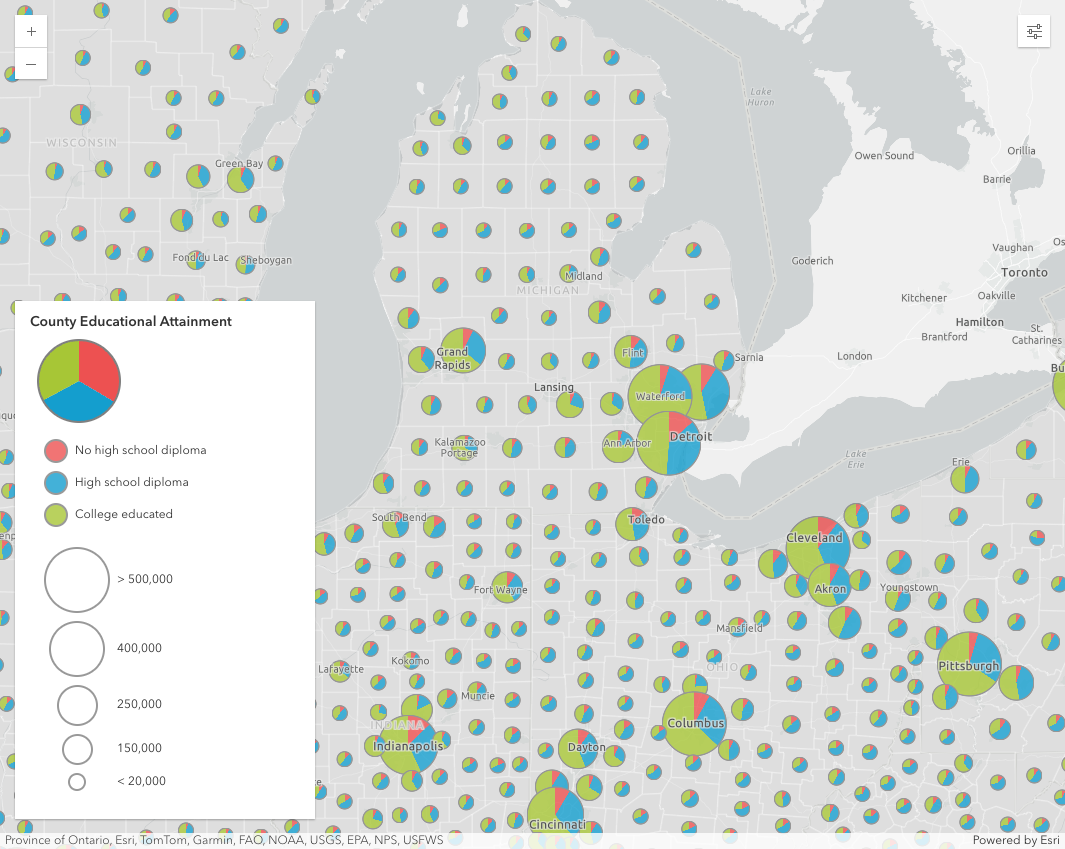 +
Lake
Huron
−
WISCONSIN
Orillia
Owen Sound
Green Bay
Barrie
Vaughan
Os
Fond du Lac
Sheboygan
Goderich
Toronto
Midland
MICHIGAN
Kitchener
Oakville
County Educational Attainment
Hamilton
St.
Catharines
Brantford
Grand
Rapids
Flint
Sarnia
London
Bu
Lansing
Waterford
que
No high school diploma
Kalamazoo
Portage
Ann Arbor
Detroit
Lake
Erie
Erie
High school diploma
College educated
South Bend
Toledo
Cleveland
enp
> 500,000
Fort Wayne
Akron
Youngstown
Mansfield
400,000
Lafayette
Kokomo
OHIO
Pittsburgh
250,000
Muncie
INDIANA
Columbus
150,000
Indianapolis
Dayton
< 20,000
e.
Cincinnati
Province of Ontario, Esri, TomTom, Garmin, FAO, NOAA, USGS, EPA, NPS, USFWS
Powered by Esri